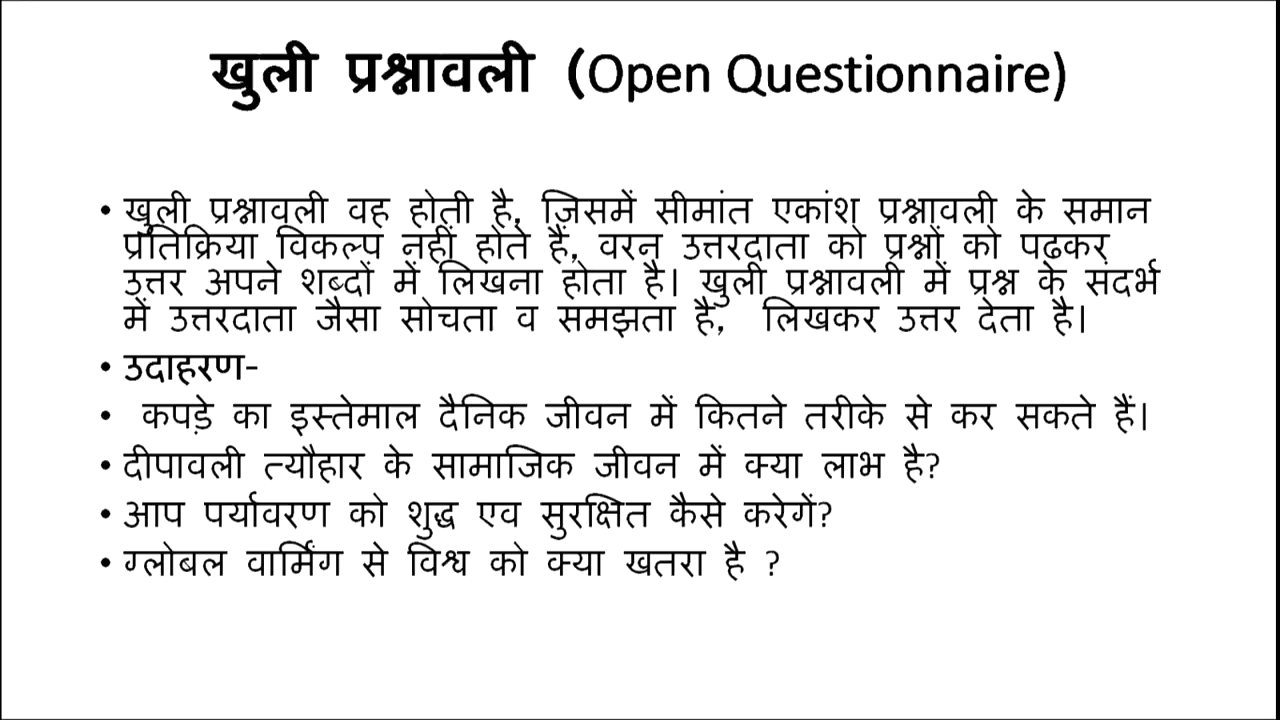 खुली प्रश्नावली (Open Questionnaire)
• खुली प्रश्नावली वह होती है, जिसमें सीमांत एकांश प्रश्नावली के समान
प्रतिक्रिया विकल्प नहीं होते हैं, वरन उत्तरदाता को प्रश्नों को पढकर
उत्तर अपने शब्दों में लिखना होता है। खुली प्रश्नावली में प्रश्न के संदर्भ
में उत्तरदाता जैसा सोचता व समझता है, लिखकर उत्तर देता है।
• उदाहरण-
• कपड़े का इस्तेमाल दैनिक जीवन में कितने तरीके से कर सकते हैं।
• दीपावली त्यौहार के सामाजिक जीवन में क्या लाभ है?
• आप पर्यावरण को शुद्ध एव सुरक्षित कैसे करेगें?
• ग्लोबल वार्मिंग से विश्व को क्या खतरा है ?